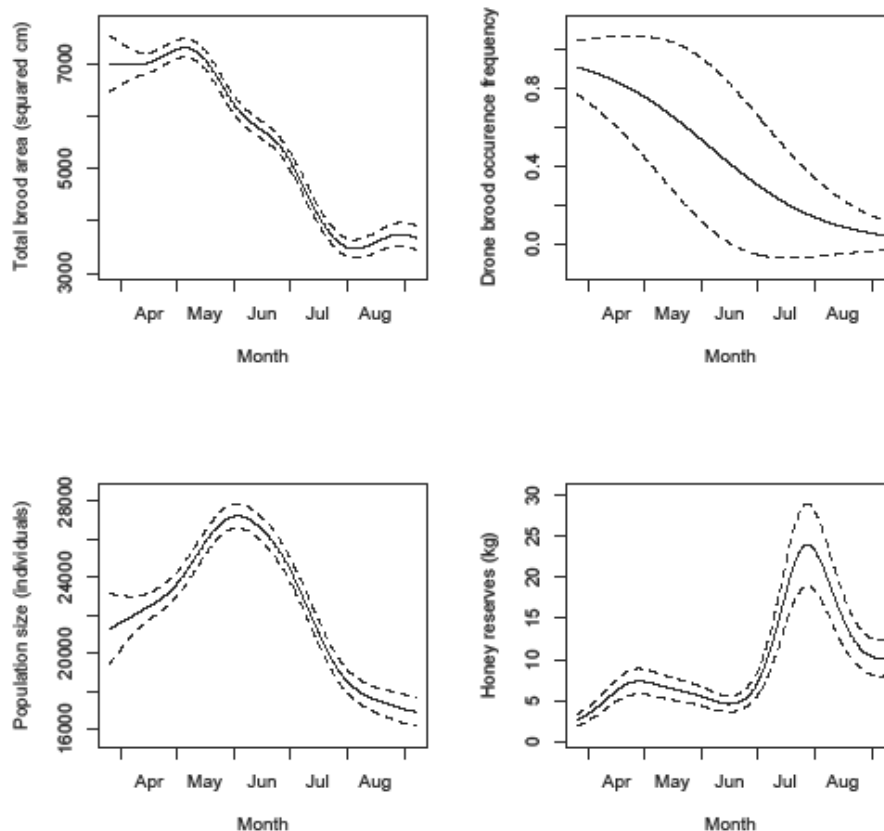 Total brood area (squared cm)
7000
5000
3000
Apr May Jun Jul Aug
Month
Drone brood occurence frequency
0.8
0.4
0.0
Apr May Jun Jul Aug
Month
Population size (individuals)
28000
24000
20000
16000
Apr May Jun Jul Aug
Month
Honey reserves (kg)
30
25
20
15
10
5
0
Apr May Jun Jul Aug
Month